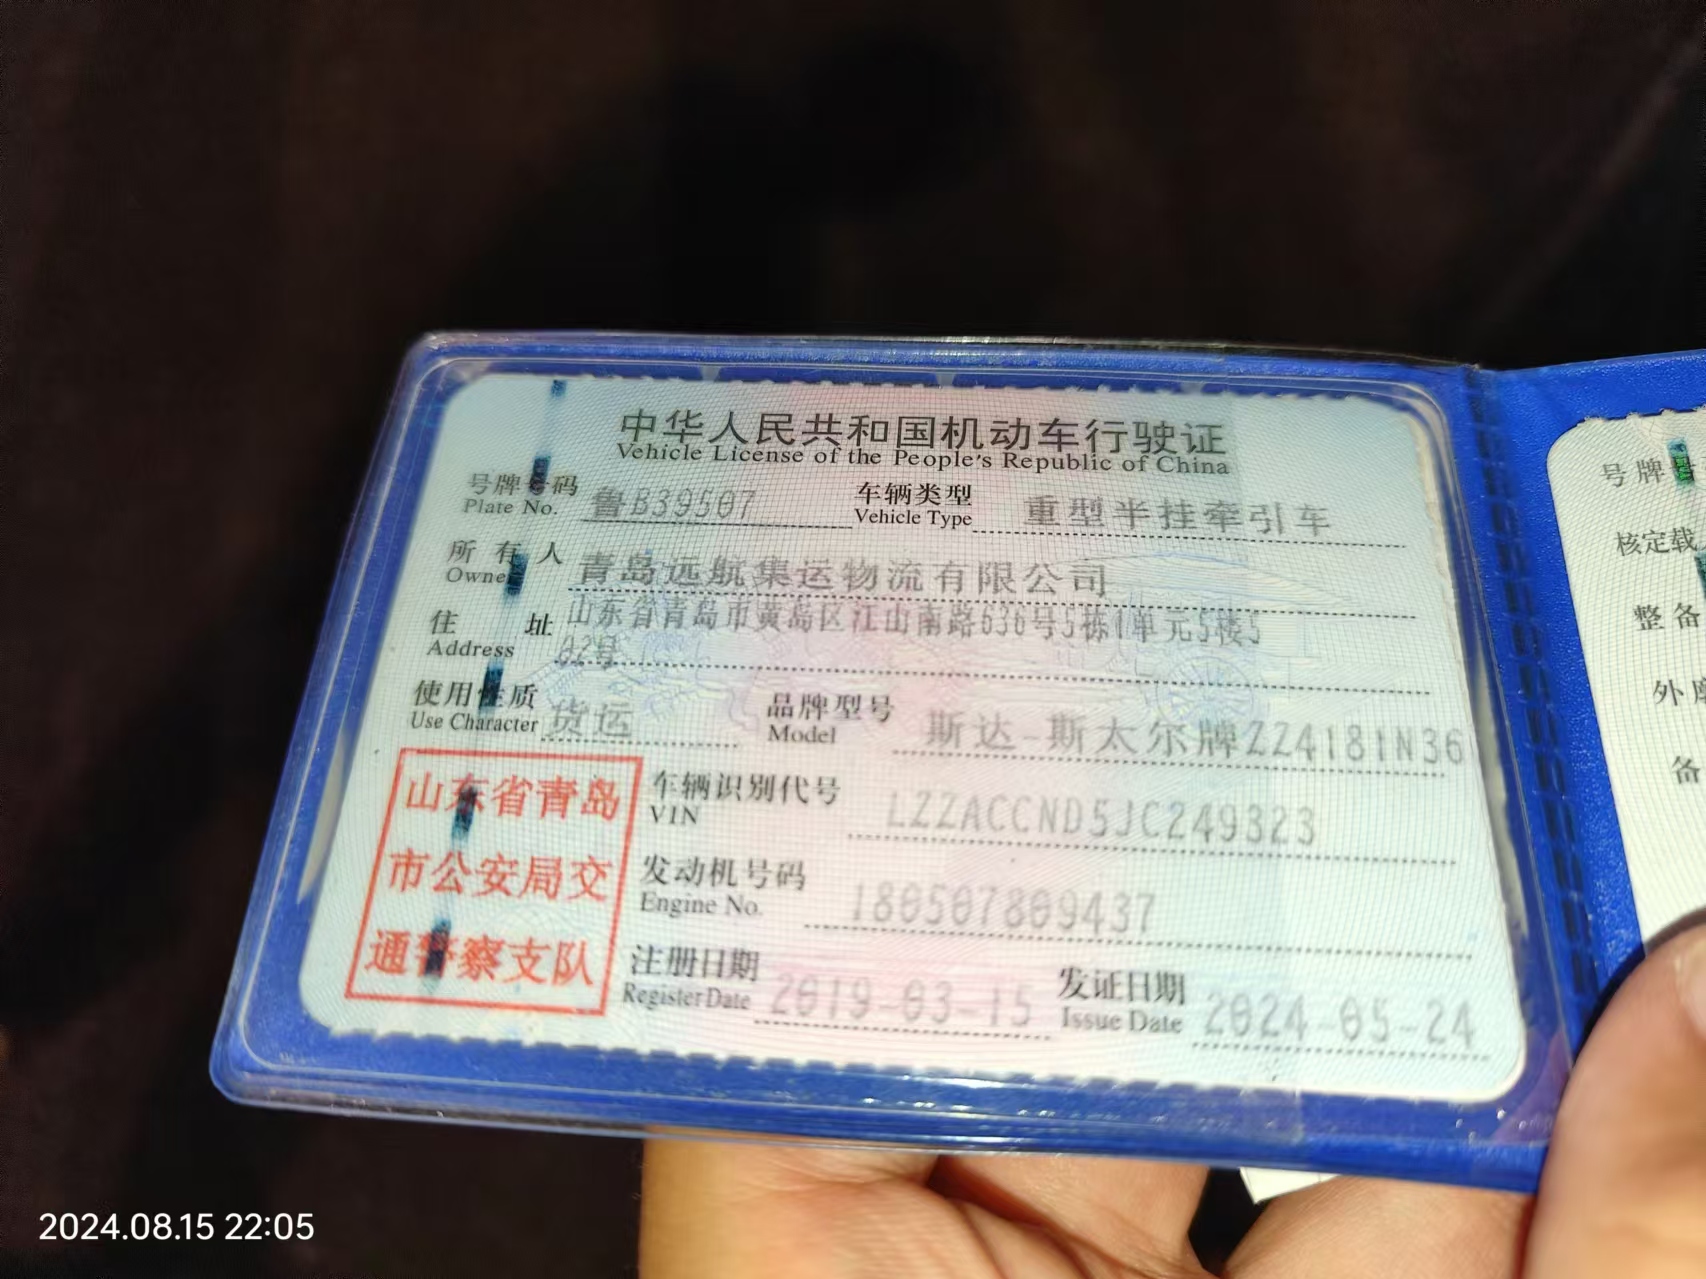 中华人民共和国机动车行驶证
Vehicle License of the People's Republic of China
号牌号码 鲁B39507 车辆类型 重型半挂牵引车
Plate No. Vehicle Type
所有人 青岛远航集运物流有限公司
Owner
住址 山东省青岛市黄岛区江山南路636号5栋1单元5楼5
Address 02号
使用性质 货运 品牌型号 斯达-斯太尔牌ZZ4181N36
Use Character Model
山东省青岛
市公安局交
通警察支队
车辆识别代号 LZZACCND5JC249323
VIN
发动机号码 180507809437
Engine No.
注册日期 2019-03-15 发证日期 2024-05-24
Register Date Issue Date
号牌号
核定载
整备
外廓
备
2024.08.15 22:05